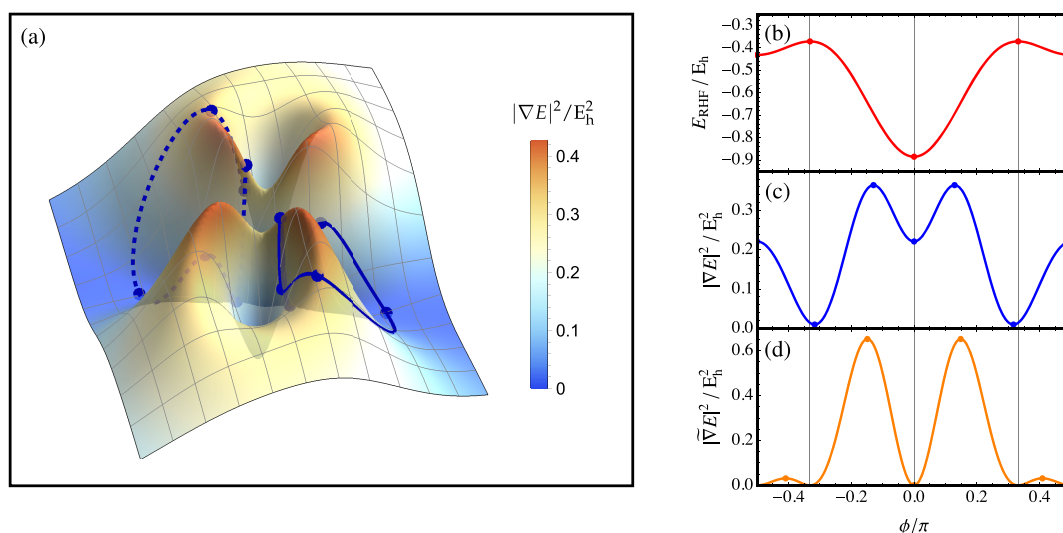 (a)
|∇E|²/E_h²
0.4
0.3
0.2
0.1
0
(b)
E_RHF / E_h
−0.3
−0.4
−0.5
−0.6
−0.7
−0.8
−0.9
(c)
|∇E|² / E_h²
0.3
0.2
0.1
0.0
(d)
|∇̃E|² / E_h²
0.6
0.4
0.2
0.0
−0.4 −0.2 0.0 0.2 0.4
ϕ/π